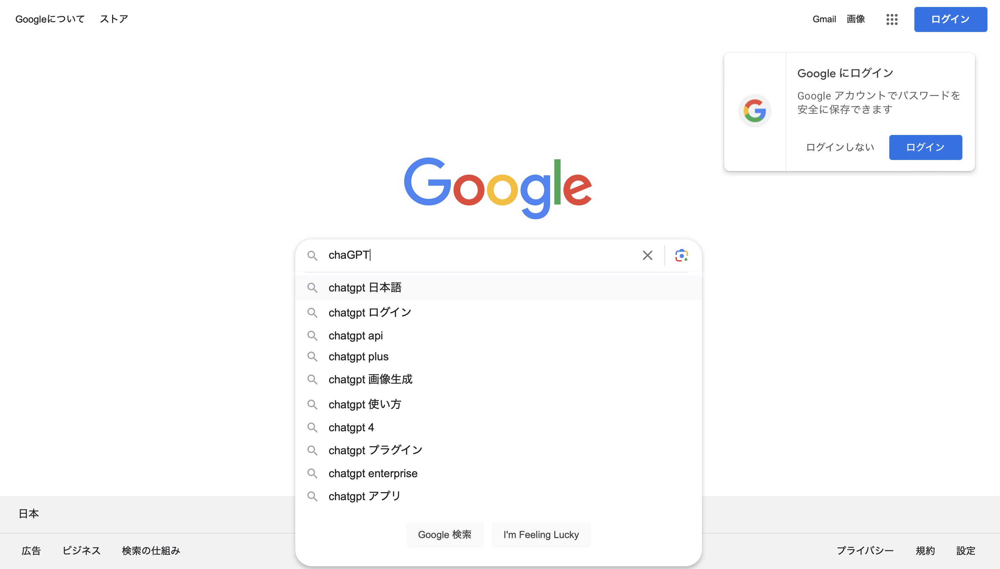 Googleについて ストア Gmail 画像 ログイン
Google にログイン
Google アカウントでパスワードを
安全に保存できます
ログインしない ログイン
Google
chaGPT
chatgpt 日本語
chatgpt ログイン
chatgpt api
chatgpt plus
chatgpt 画像生成
chatgpt 使い方
chatgpt 4
chatgpt プラグイン
chatgpt enterprise
chatgpt アプリ
Google 検索 I'm Feeling Lucky
日本
広告 ビジネス 検索の仕組み プライバシー 規約 設定